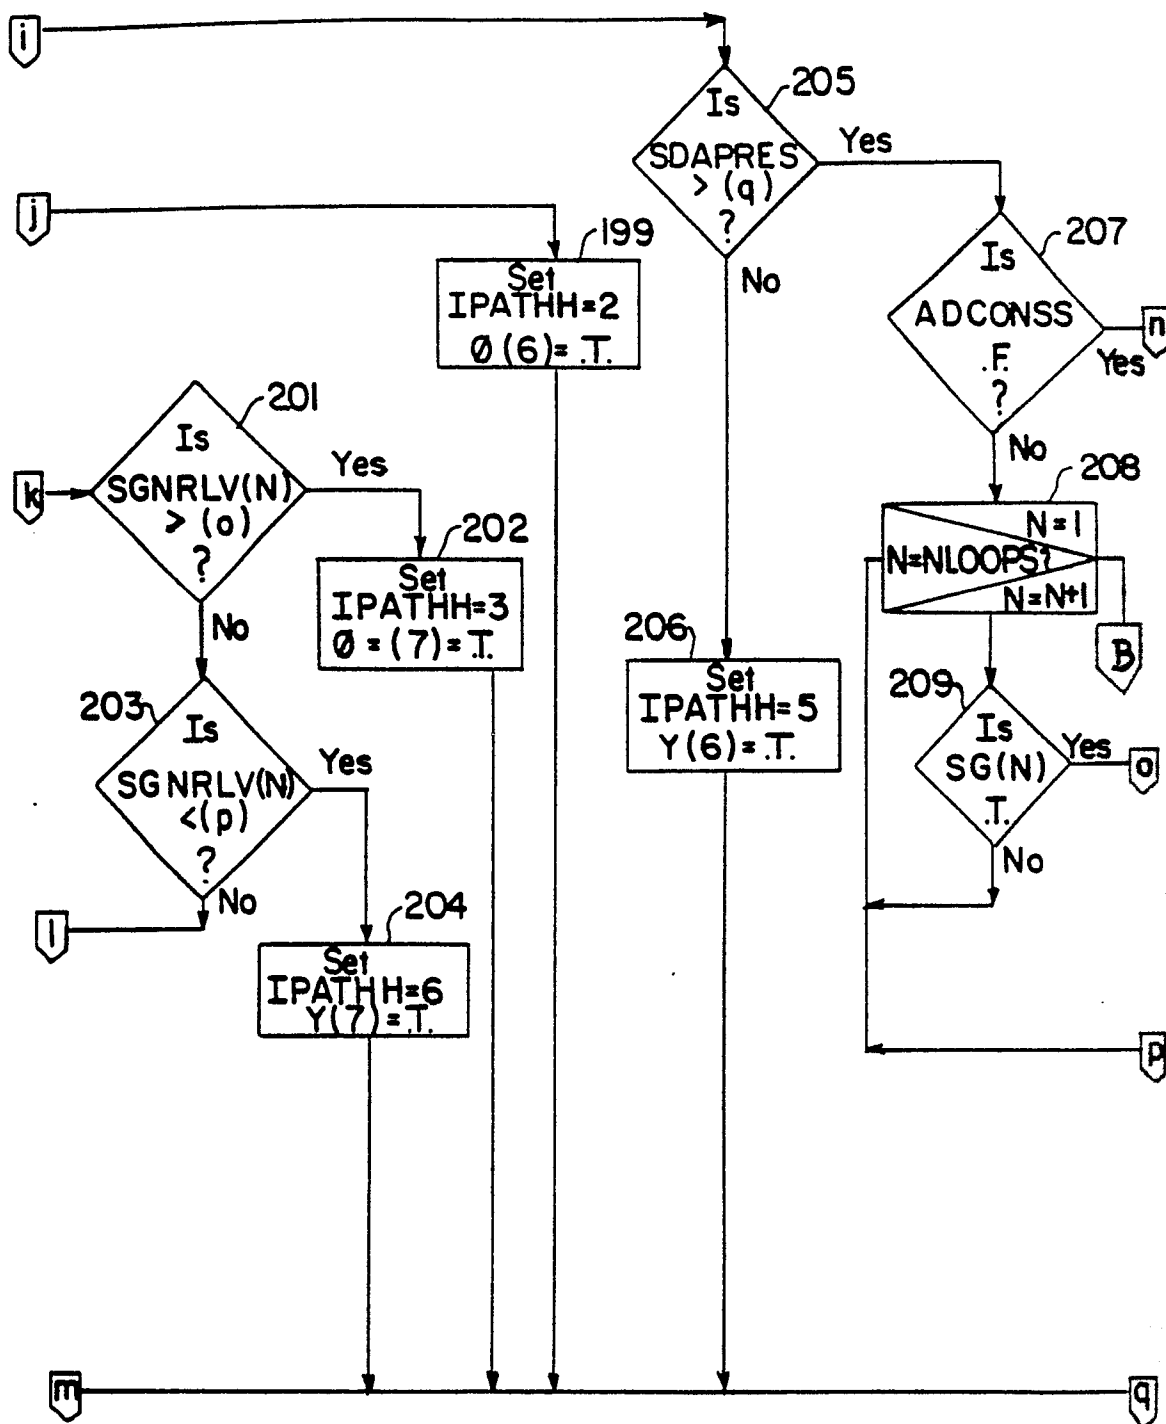 i
205
Is
SDAPRES
> (q)
?
Yes
No
j
199
Set
IPATHH=2
Ø(6)=.T.
207
Is
ADCONSS
.F.
?
n
Yes
No
201
Is
SGNRLV(N)
> (o)
?
Yes
k
No
202
Set
IPATHH=3
Ø=(7)=.T.
208
N=1
N=NLOOPS?
N=N+1
B
203
Is
SGNRLV(N)
<(p)
?
Yes
No
l
206
Set
IPATHH=5
Y(6)=.T.
209
Is
SG(N)
.T.
Yes
o
No
204
Set
IPATHH=6
Y(7)=.T.
p
m
q